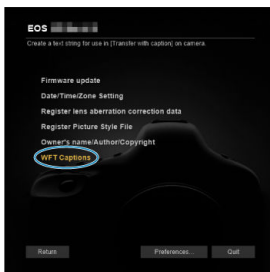 EOS
Create a text string for use in [Transfer with caption] on camera.
Firmware update
Date/Time/Zone Setting
Register lens aberration correction data
Register Picture Style File
Owner's name/Author/Copyright
WFT Captions
Return Preferences... Quit